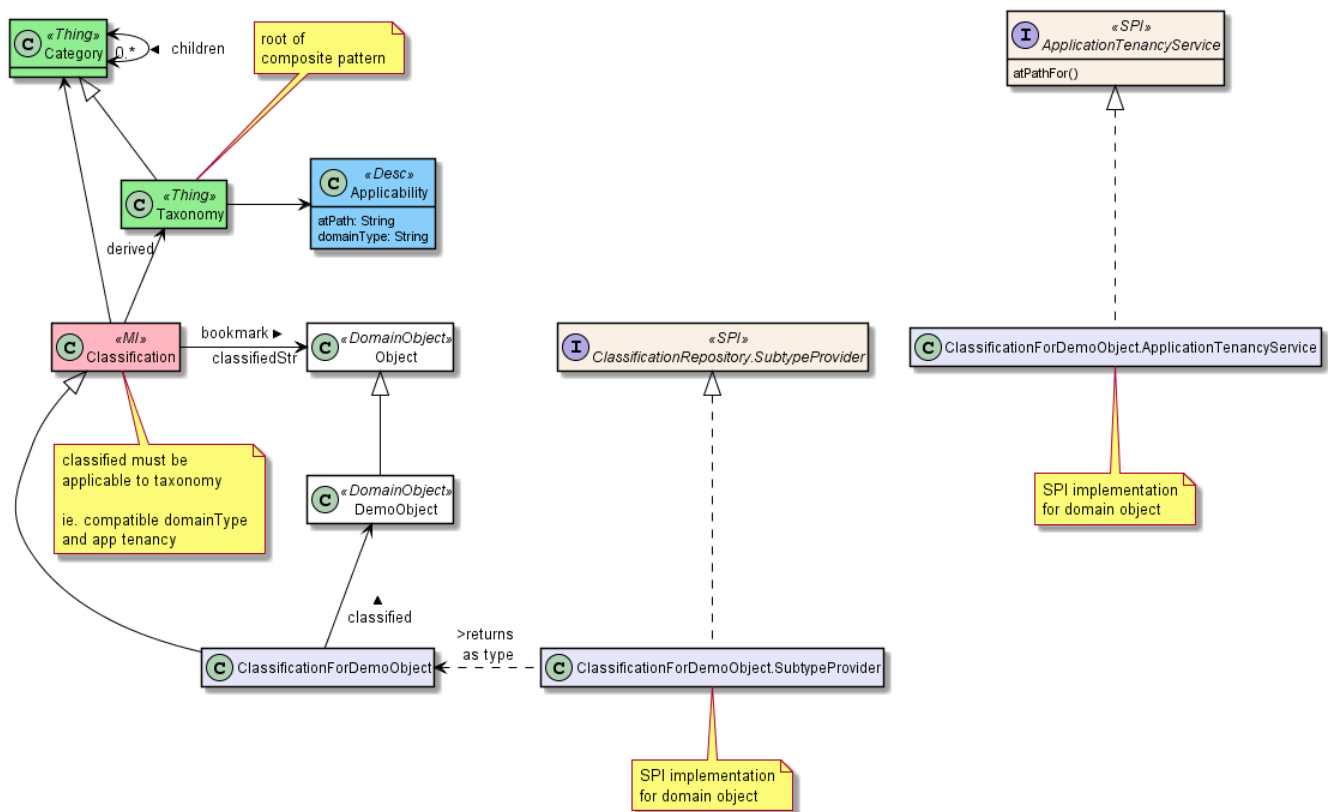 C
«Thing»
Category
0..*
◄ children
root of
composite pattern
I
«SPI»
ApplicationTenancyService
atPathFor()
C
«Thing»
Taxonomy
C
«Desc»
Applicability
atPath: String
domainType: String
derived
C
«MI»
Classification
bookmark ►
classifiedStr
C
«DomainObject»
Object
I
«SPI»
ClassificationRepository.SubtypeProvider
C
ClassificationForDemoObject.ApplicationTenancyService
classified must be
applicable to taxonomy
ie. compatible domainType
and app tenancy
C
«DomainObject»
DemoObject
SPI implementation
for domain object
▲
classified
>returns
as type
C
ClassificationForDemoObject
C
ClassificationForDemoObject.SubtypeProvider
SPI implementation
for domain object